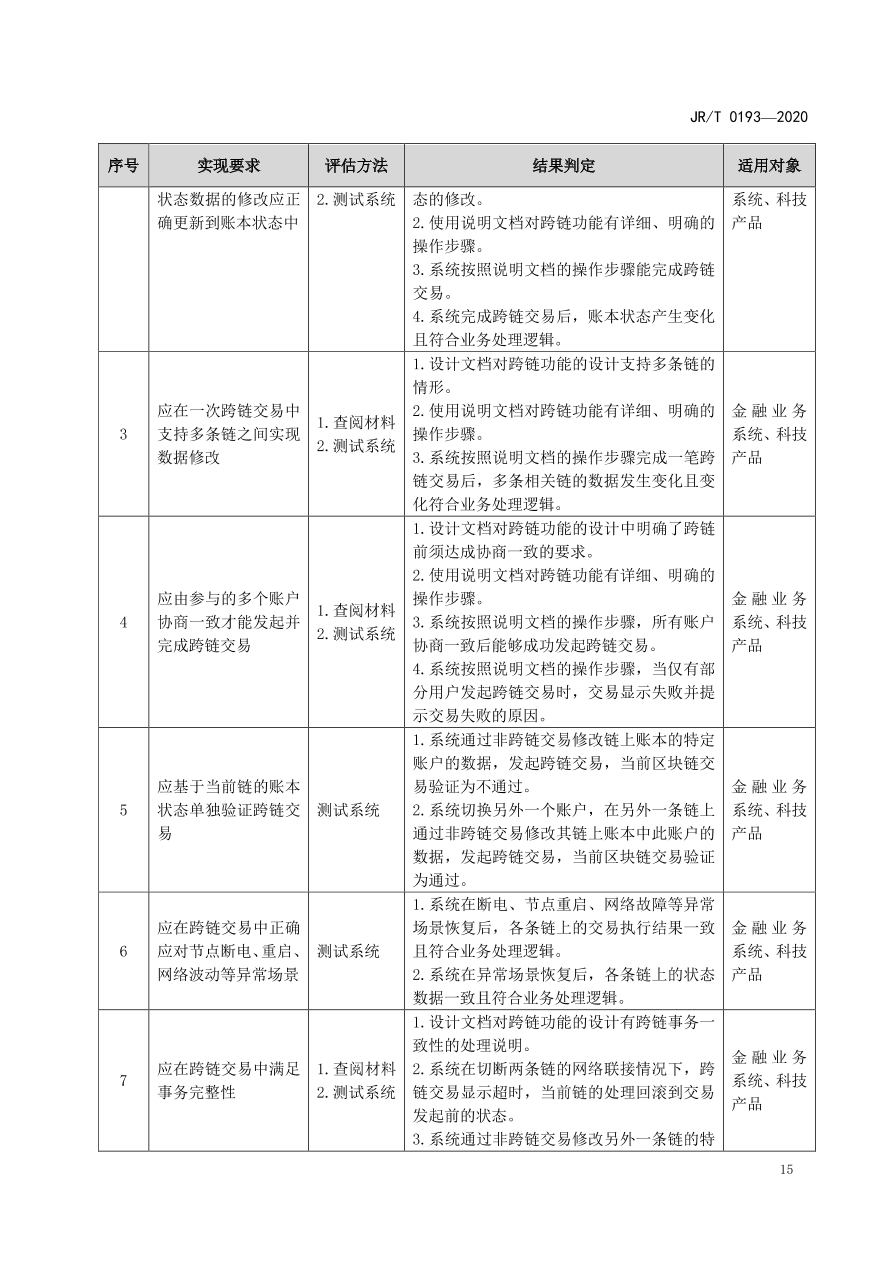 JR/T 0193—2020
序号 实现要求 评估方法 结果判定 适用对象
状态数据的修改应正
确更新到账本状态中
2.测试系统
态的修改。
2.使用说明文档对跨链功能有详细、明确的
操作步骤。
3.系统按照说明文档的操作步骤能完成跨链
交易。
4.系统完成跨链交易后，账本状态产生变化
且符合业务处理逻辑。
系统、科技
产品
3
应在一次跨链交易中
支持多条链之间实现
数据修改
1.查阅材料
2.测试系统
1.设计文档对跨链功能的设计支持多条链的
情形。
2.使用说明文档对跨链功能有详细、明确的
操作步骤。
3.系统按照说明文档的操作步骤完成一笔跨
链交易后，多条相关链的数据发生变化且变
化符合业务处理逻辑。
金融业务
系统、科技
产品
4
应由参与的多个账户
协商一致才能发起并
完成跨链交易
1.查阅材料
2.测试系统
1.设计文档对跨链功能的设计中明确了跨链
前须达成协商一致的要求。
2.使用说明文档对跨链功能有详细、明确的
操作步骤。
3.系统按照说明文档的操作步骤，所有账户
协商一致后能够成功发起跨链交易。
4.系统按照说明文档的操作步骤，当仅有部
分用户发起跨链交易时，交易显示失败并提
示交易失败的原因。
金融业务
系统、科技
产品
5
应基于当前链的账本
状态单独验证跨链交
易
测试系统
1.系统通过非跨链交易修改链上账本的特定
账户的数据，发起跨链交易，当前区块链交
易验证为不通过。
2.系统切换另外一个账户，在另外一条链上
通过非跨链交易修改其链上账本中此账户的
数据，发起跨链交易，当前区块链交易验证
为通过。
金融业务
系统、科技
产品
6
应在跨链交易中正确
应对节点断电、重启、
网络波动等异常场景
测试系统
1.系统在断电、节点重启、网络故障等异常
场景恢复后，各条链上的交易执行结果一致
且符合业务处理逻辑。
2.系统在异常场景恢复后，各条链上的状态
数据一致且符合业务处理逻辑。
金融业务
系统、科技
产品
7
应在跨链交易中满足
事务完整性
1.查阅材料
2.测试系统
1.设计文档对跨链功能的设计有跨链事务一
致性的处理说明。
2.系统在切断两条链的网络联接情况下，跨
链交易显示超时，当前链的处理回滚到交易
发起前的状态。
3.系统通过非跨链交易修改另外一条链的特
金融业务
系统、科技
产品
15